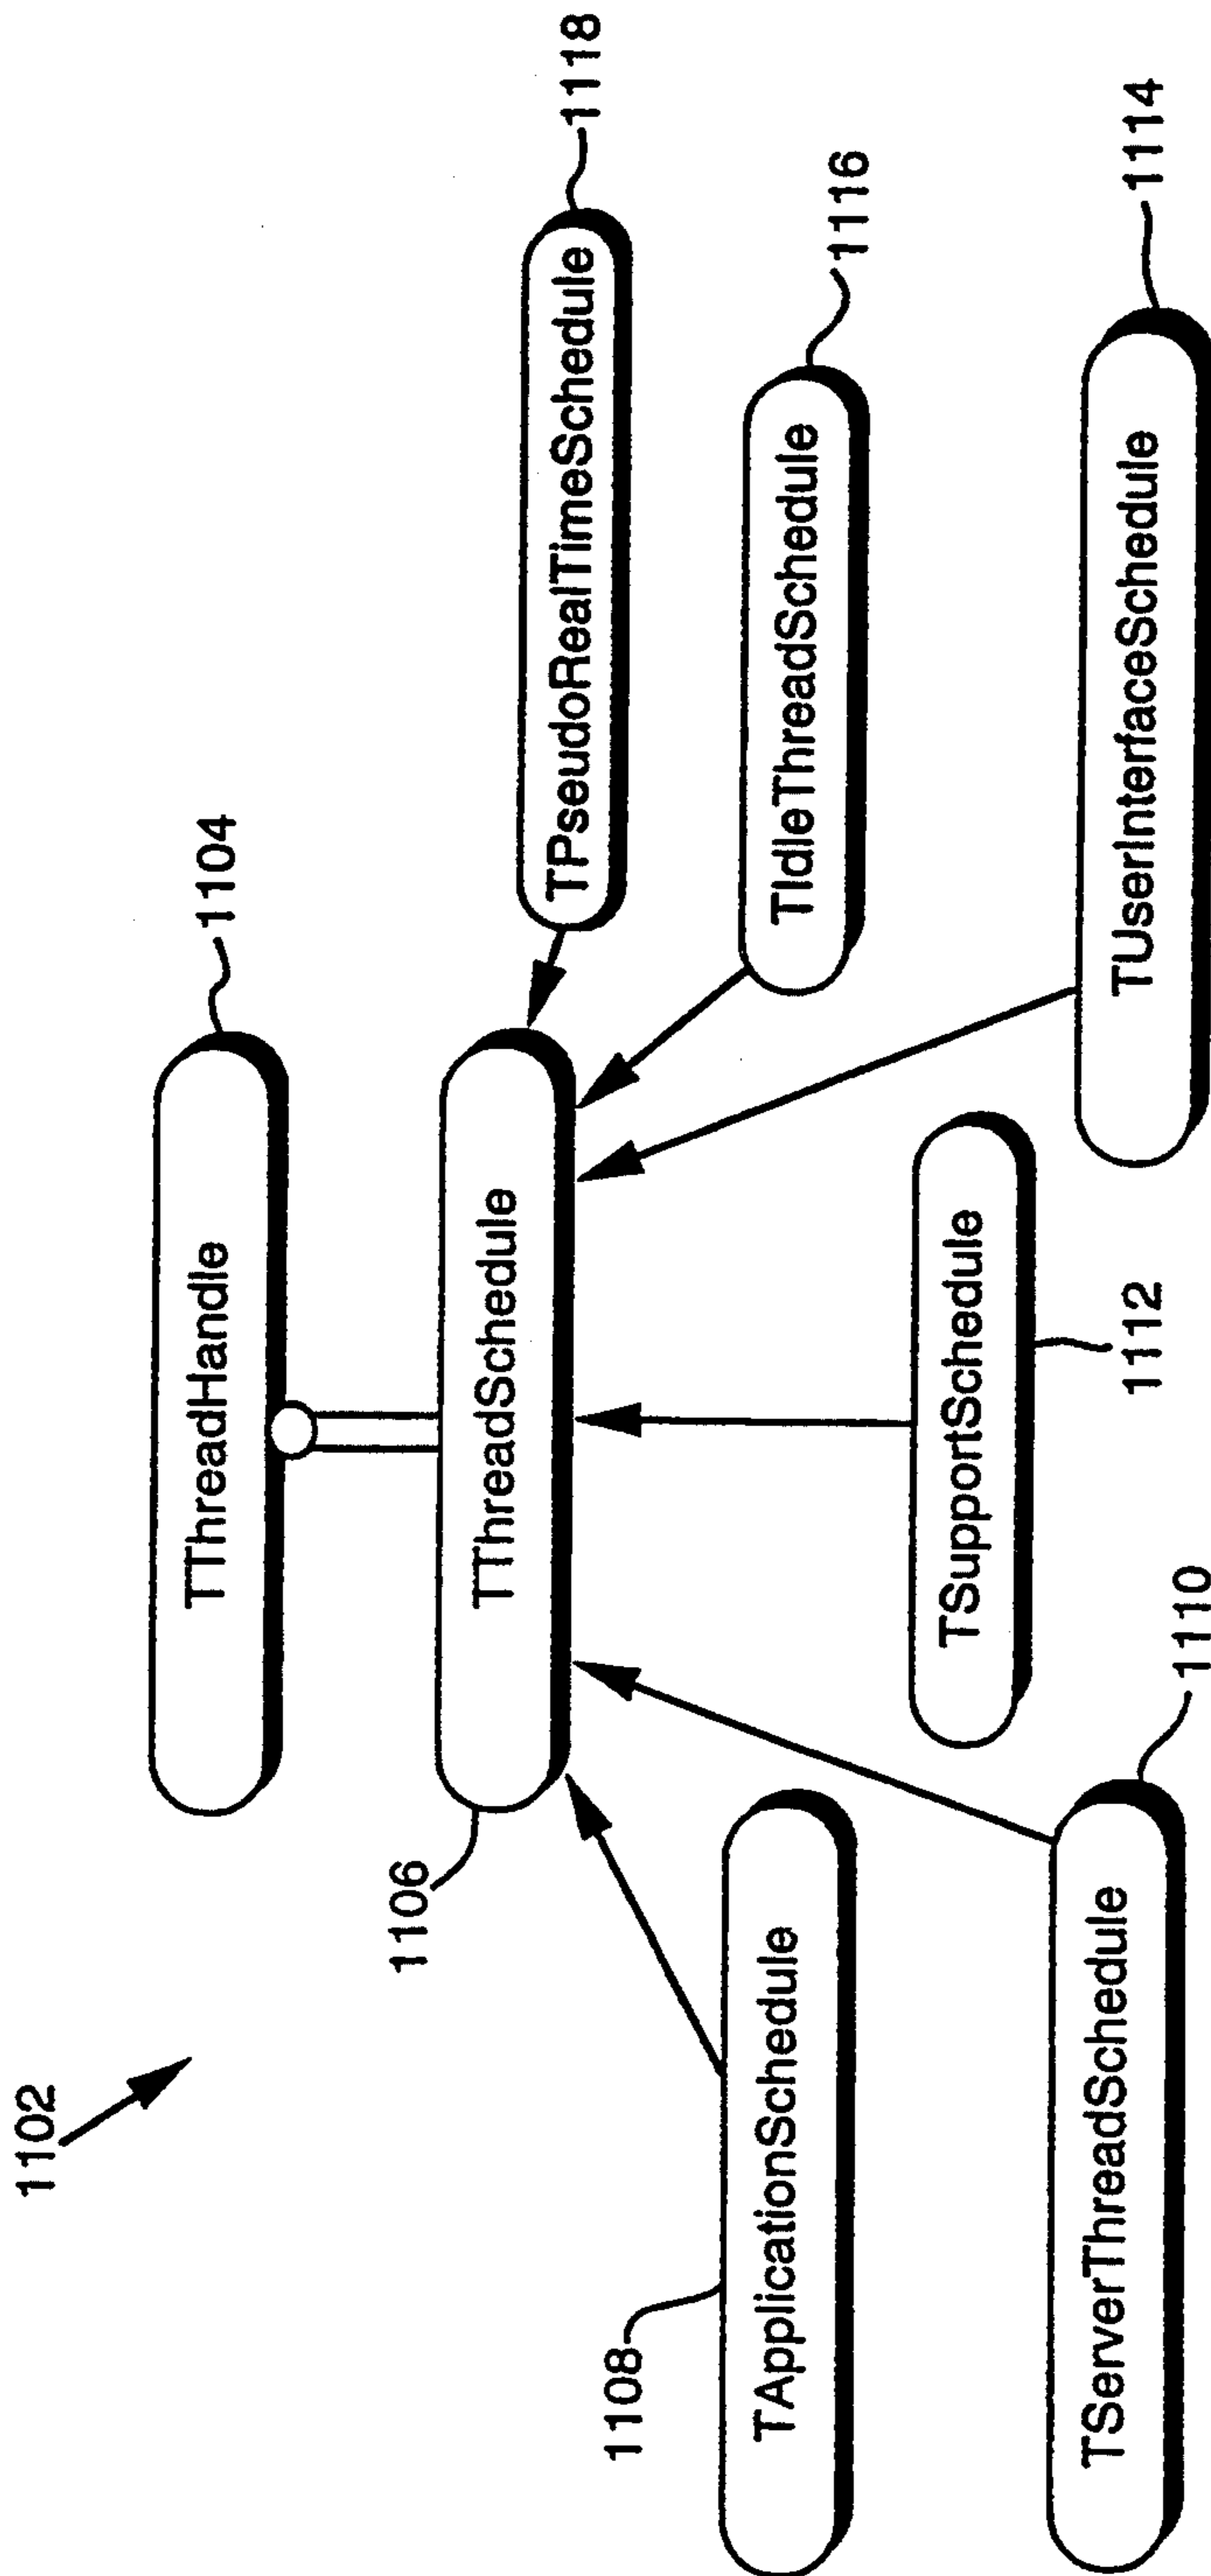 1102
TThreadHandle
1104
1106
TThreadSchedule
TPseudoRealTimeSchedule
1118
1108
TApplicationSchedule
TIdleThreadSchedule
1116
TSupportSchedule
1112
TServerThreadSchedule
1110
TUserInterfaceSchedule
1114